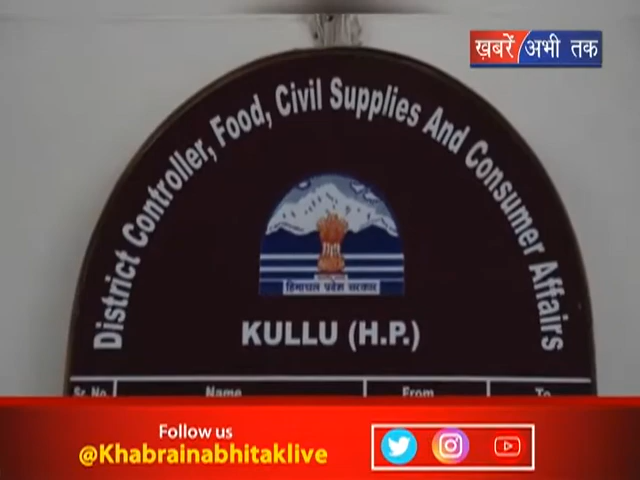 ख़बरें अभी तक
District Controller, Food, Civil Supplies And Consumer Affairs
हिमाचल प्रदेश सरकार
KULLU (H.P.)
Sr. No. Name From To
Follow us
@Khabrainabhitaklive